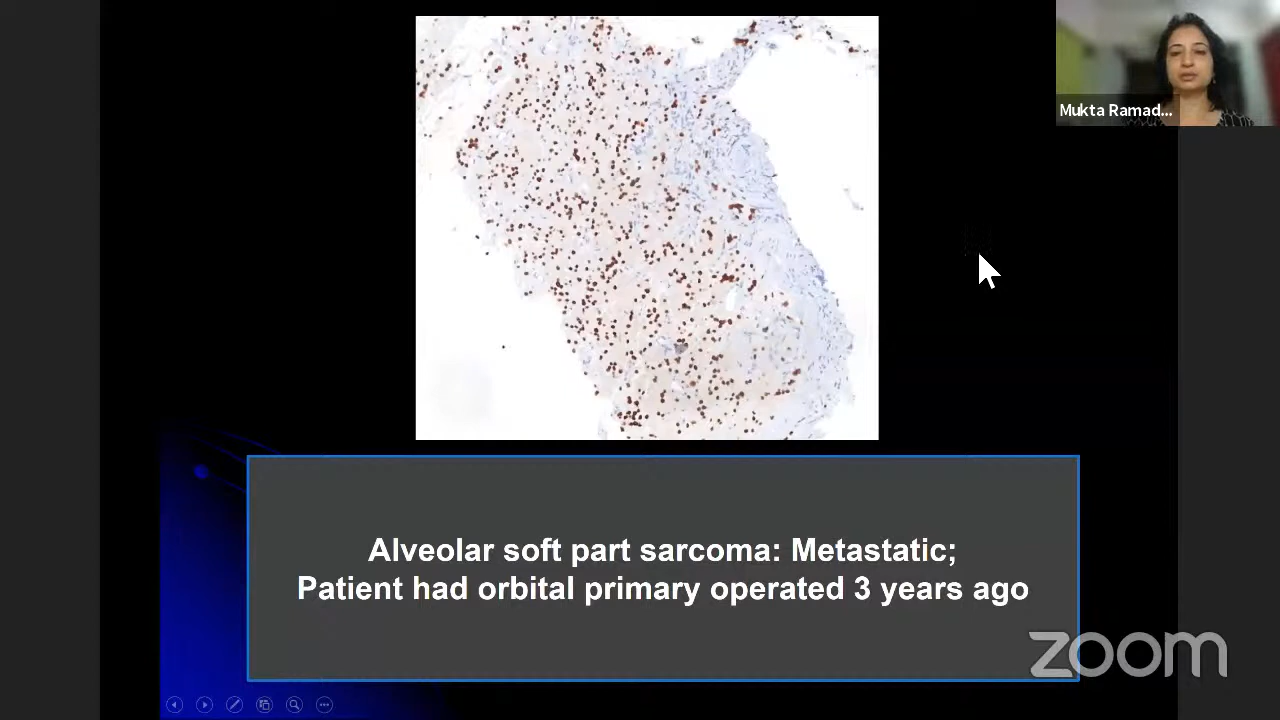 Mukta Ramad...
Alveolar soft part sarcoma: Metastatic;
Patient had orbital primary operated 3 years ago
zoom